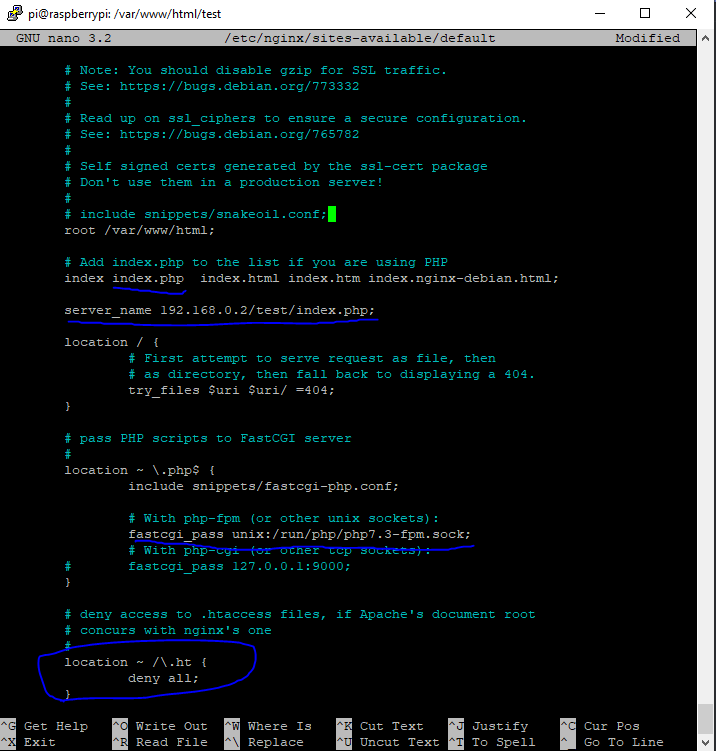 pi@raspberrypi: /var/www/html/test
GNU nano 3.2 /etc/nginx/sites-available/default Modified
# Note: You should disable gzip for SSL traffic.
# See: https://bugs.debian.org/773332
#
# Read up on ssl_ciphers to ensure a secure configuration.
# See: https://bugs.debian.org/765782
#
# Self signed certs generated by the ssl-cert package
# Don't use them in a production server!
#
# include snippets/snakeoil.conf;
root /var/www/html;
# Add index.php to the list if you are using PHP
index index.php  index.html index.htm index.nginx-debian.html;
server_name 192.168.0.2/test/index.php;
location / {
# First attempt to serve request as file, then
# as directory, then fall back to displaying a 404.
try_files $uri $uri/ =404;
}
# pass PHP scripts to FastCGI server
#
location ~ \.php$ {
include snippets/fastcgi-php.conf;
# With php-fpm (or other unix sockets):
fastcgi_pass unix:/run/php/php7.3-fpm.sock;
# With php-cgi (or other tcp sockets):
# fastcgi_pass 127.0.0.1:9000;
}
# deny access to .htaccess files, if Apache's document root
# concurs with nginx's one
#
location ~ /\.ht {
deny all;
}
^G Get Help ^O Write Out ^W Where Is ^K Cut Text ^J Justify ^C Cur Pos
^X Exit ^R Read File ^\ Replace ^U Uncut Text ^T To Spell ^_ Go To Line